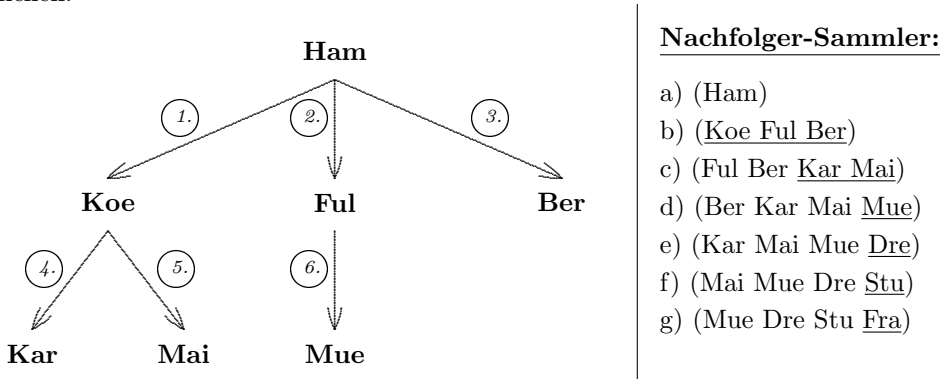 Ham
1. 2. 3.
Koe Ful Ber
4. 5. 6.
Kar Mai Mue
Nachfolger-Sammler:
a) (Ham)
b) (Koe Ful Ber)
c) (Ful Ber Kar Mai)
d) (Ber Kar Mai Mue)
e) (Kar Mai Mue Dre)
f) (Mai Mue Dre Stu)
g) (Mue Dre Stu Fra)